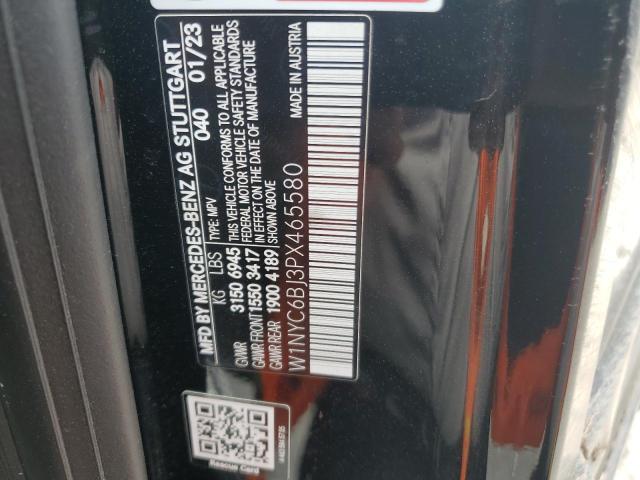 MFD BY MERCEDES-BENZ AG STUTTGART
040 01/23
KG LBS TYPE: MPV
GVWR 3150 6945
GAWR FRONT 1550 3417
GAWR REAR 1900 4189
THIS VEHICLE CONFORMS TO ALL APPLICABLE
FEDERAL MOTOR VEHICLE SAFETY STANDARDS
IN EFFECT ON THE DATE OF MANUFACTURE
SHOWN ABOVE
MADE IN AUSTRIA
W1NYC6BJ3PX465580
Rescue Card